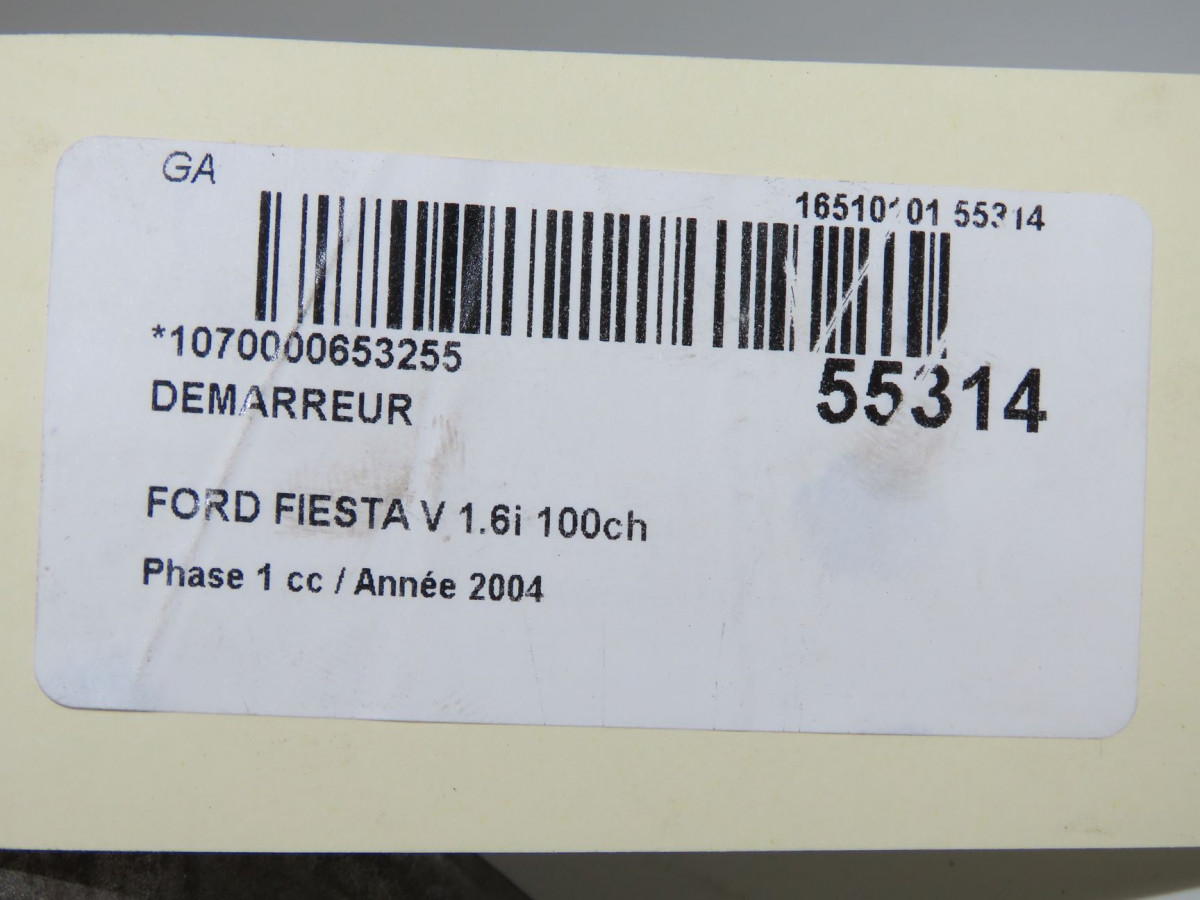 GA
16510101 55314
*1070000653255
55314
DEMARREUR
FORD FIESTA V 1.6i 100ch
Phase 1 cc / Année 2004